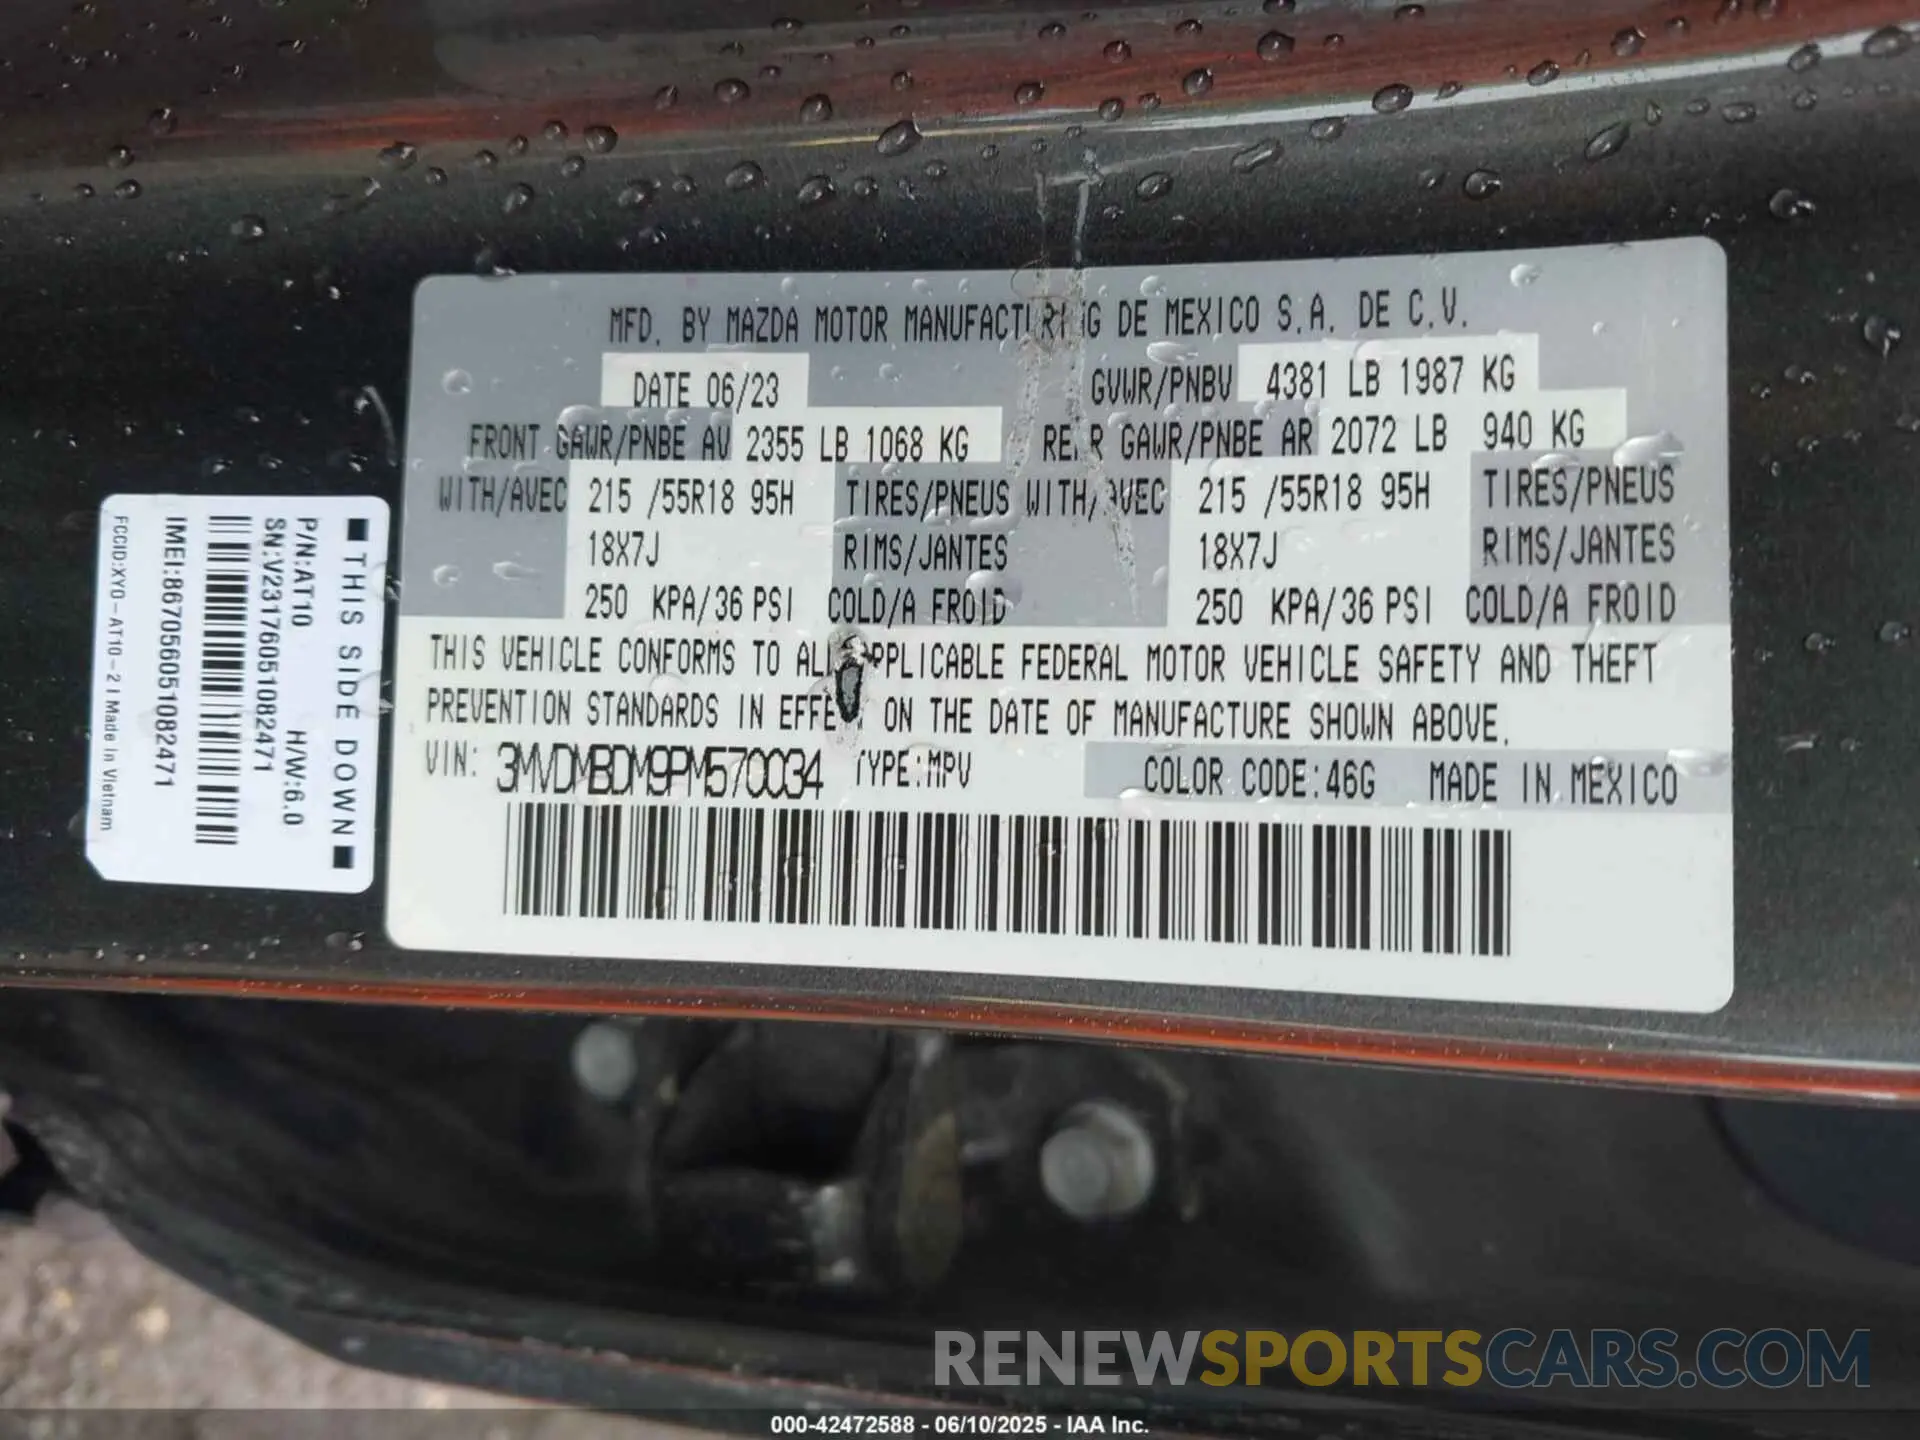 MFD. BY MAZDA MOTOR MANUFACTURING DE MEXICO S.A. DE C.V.
DATE 06/23 GVWR/PNBV 4381 LB 1987 KG
FRONT GAWR/PNBE AV 2355 LB 1068 KG REAR GAWR/PNBE AR 2072 LB 940 KG
WITH/AVEC 215 /55R18 95H TIRES/PNEUS WITH/AVEC 215 /55R18 95H TIRES/PNEUS
18X7J RIMS/JANTES 18X7J RIMS/JANTES
250 KPA/36 PSI COLD/A FROID 250 KPA/36 PSI COLD/A FROID
THIS VEHICLE CONFORMS TO ALL APPLICABLE FEDERAL MOTOR VEHICLE SAFETY AND THEFT
PREVENTION STANDARDS IN EFFECT ON THE DATE OF MANUFACTURE SHOWN ABOVE.
VIN: 3MVDMBDM9PM570034 TYPE:MPV COLOR CODE:46G MADE IN MEXICO
THIS SIDE DOWN
P/N:AT10 H/W:6.0
SN:V23176051082471
IMEI:867056051082471
FCCID:XY0-AT10-2 | Made In Vietnam
RENEWSPORTSCARS.COM
000-42472588 - 06/10/2025 - IAA Inc.